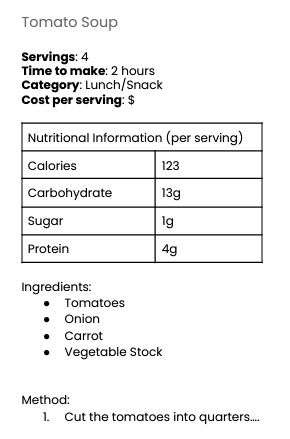 Tomato Soup
Servings: 4
Time to make: 2 hours
Category: Lunch/Snack
Cost per serving: $
Nutritional Information (per serving)
Calories 123
Carbohydrate 13g
Sugar 1g
Protein 4g
Ingredients:
● Tomatoes
● Onion
● Carrot
● Vegetable Stock
Method:
1. Cut the tomatoes into quarters....